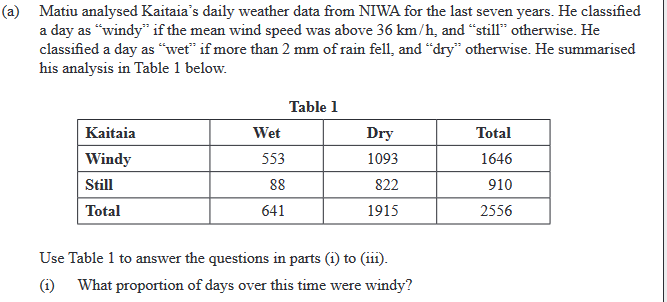 (a) Matiu analysed Kaitaia’s daily weather data from NIWA for the last seven years. He classified
a day as “windy” if the mean wind speed was above 36 km/h, and “still” otherwise. He
classified a day as “wet” if more than 2 mm of rain fell, and “dry” otherwise. He summarised
his analysis in Table 1 below.
Table 1
Kaitaia Wet Dry Total
Windy 553 1093 1646
Still 88 822 910
Total 641 1915 2556
Use Table 1 to answer the questions in parts (i) to (iii).
(i) What proportion of days over this time were windy?